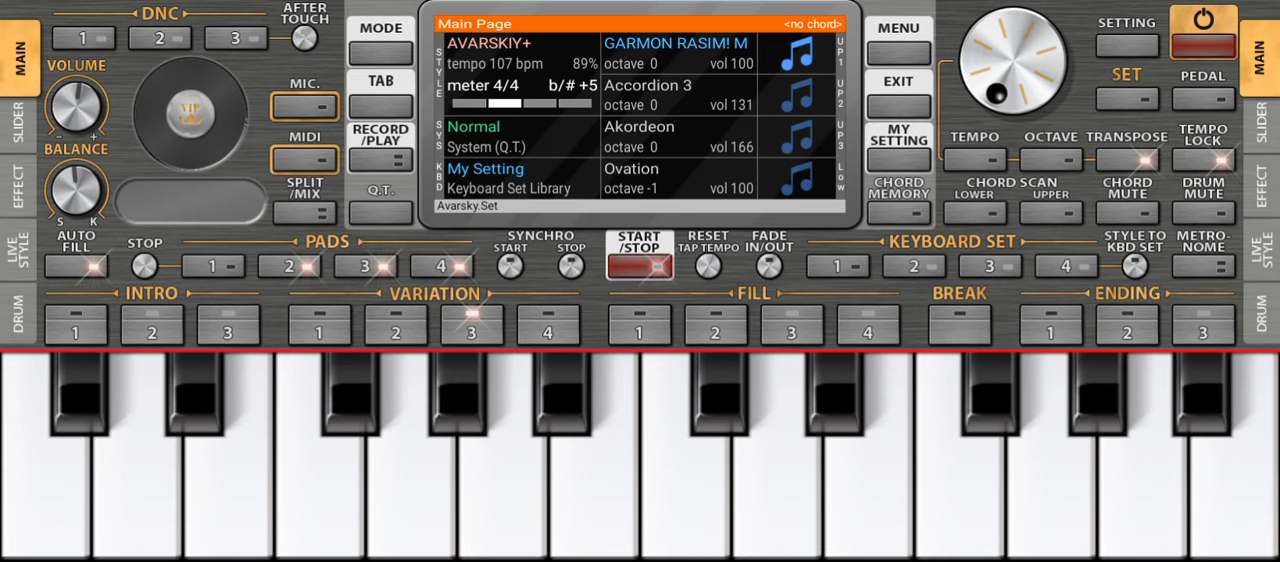 DNC
1 2 3
AFTER
TOUCH
MAIN
SLIDER
EFFECT
LIVE
STYLE
DRUM
VOLUME
- +
BALANCE
S K
VIP
MIC.
MIDI
SPLIT
/MIX
MODE
TAB
RECORD
/PLAY
Q.T.
Main Page <no chord>
STYLE
AVARSKIY+
tempo 107 bpm 89%
meter 4/4 b/# +5
SYS
Normal
System (Q.T.)
KBD
My Setting
Keyboard Set Library
GARMON RASIM! M
octave 0 vol 100
UP1
Accordion 3
octave 0 vol 131
UP2
Akordeon
octave 0 vol 166
UP3
Ovation
octave -1 vol 100
Low
Avarsky.Set
MENU
EXIT
MY
SETTING
CHORD
MEMORY
SETTING
SET
PEDAL
TEMPO OCTAVE TRANSPOSE TEMPO
LOCK
CHORD SCAN
LOWER UPPER
CHORD
MUTE
DRUM
MUTE
MAIN
SLIDER
EFFECT
LIVE
STYLE
DRUM
AUTO
FILL
STOP
PADS
1 2 3 4
SYNCHRO
START STOP
START
/STOP
RESET
TAP TEMPO
FADE
IN/OUT
KEYBOARD SET
1 2 3 4
STYLE TO
KBD SET
METRO-
NOME
INTRO
1 2 3
VARIATION
1 2 3 4
FILL
1 2 3 4
BREAK
ENDING
1 2 3